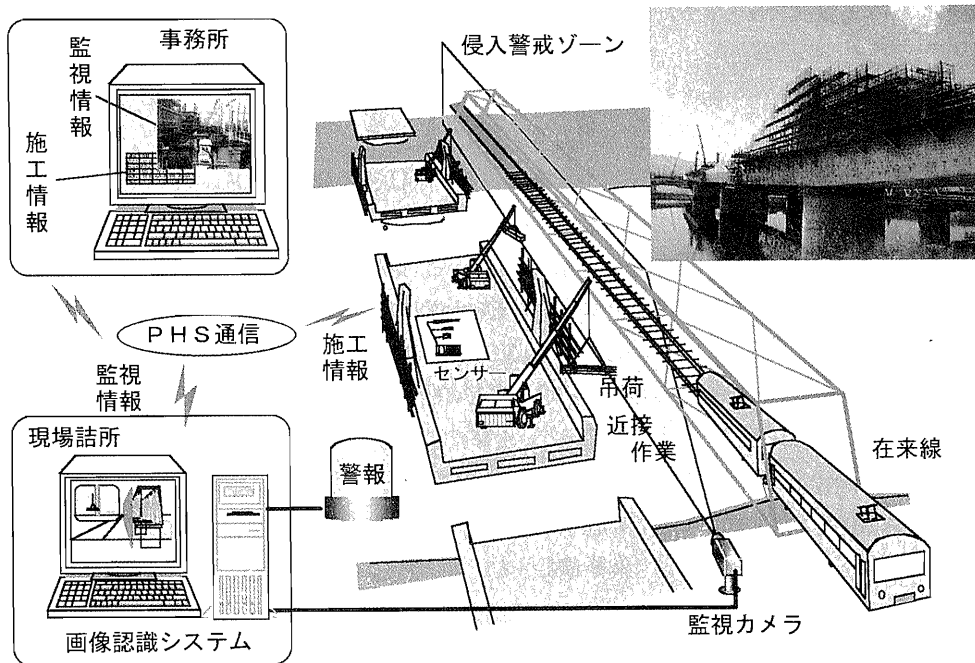 事務所
監視情報
施工情報
侵入警戒ゾーン
PHS通信
施工
情報
センサー
吊荷
近接
作業
在来線
監視
情報
現場詰所
警報
画像認識システム
監視カメラ